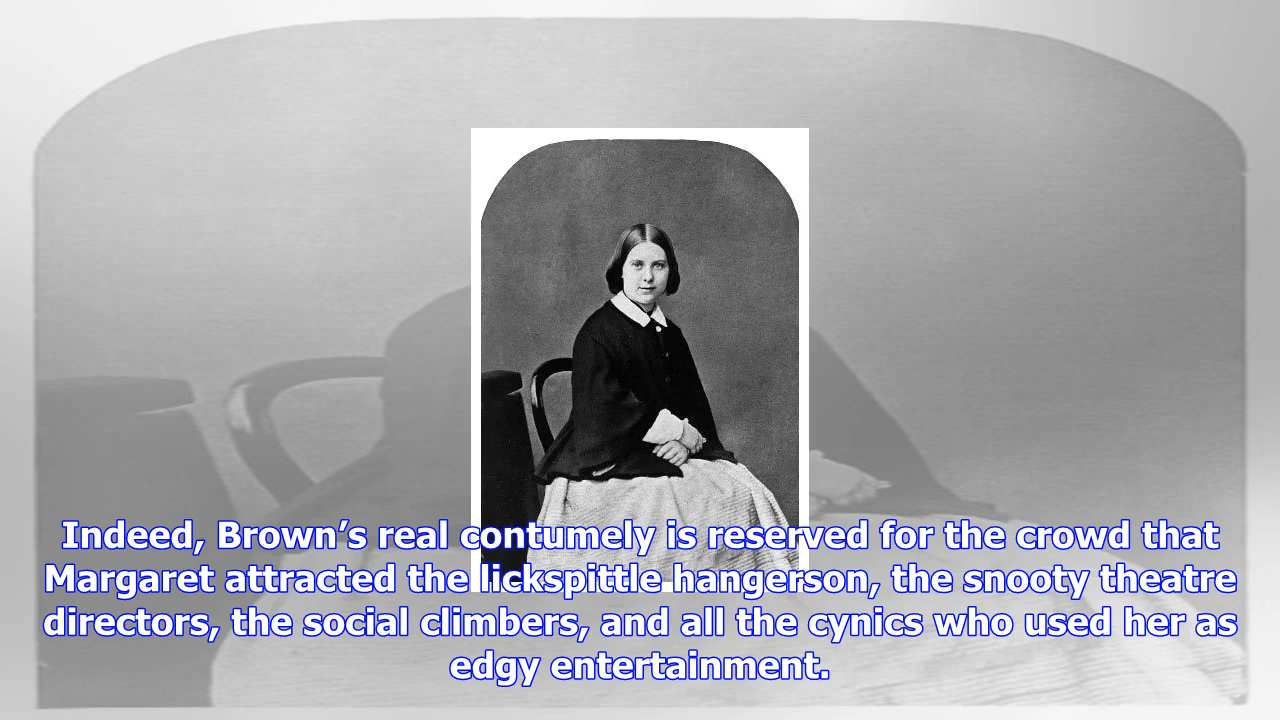 Indeed, Brown’s real contumely is reserved for the crowd that
Margaret attracted the lickspittle hangerson, the snooty theatre
directors, the social climbers, and all the cynics who used her as
edgy entertainment.